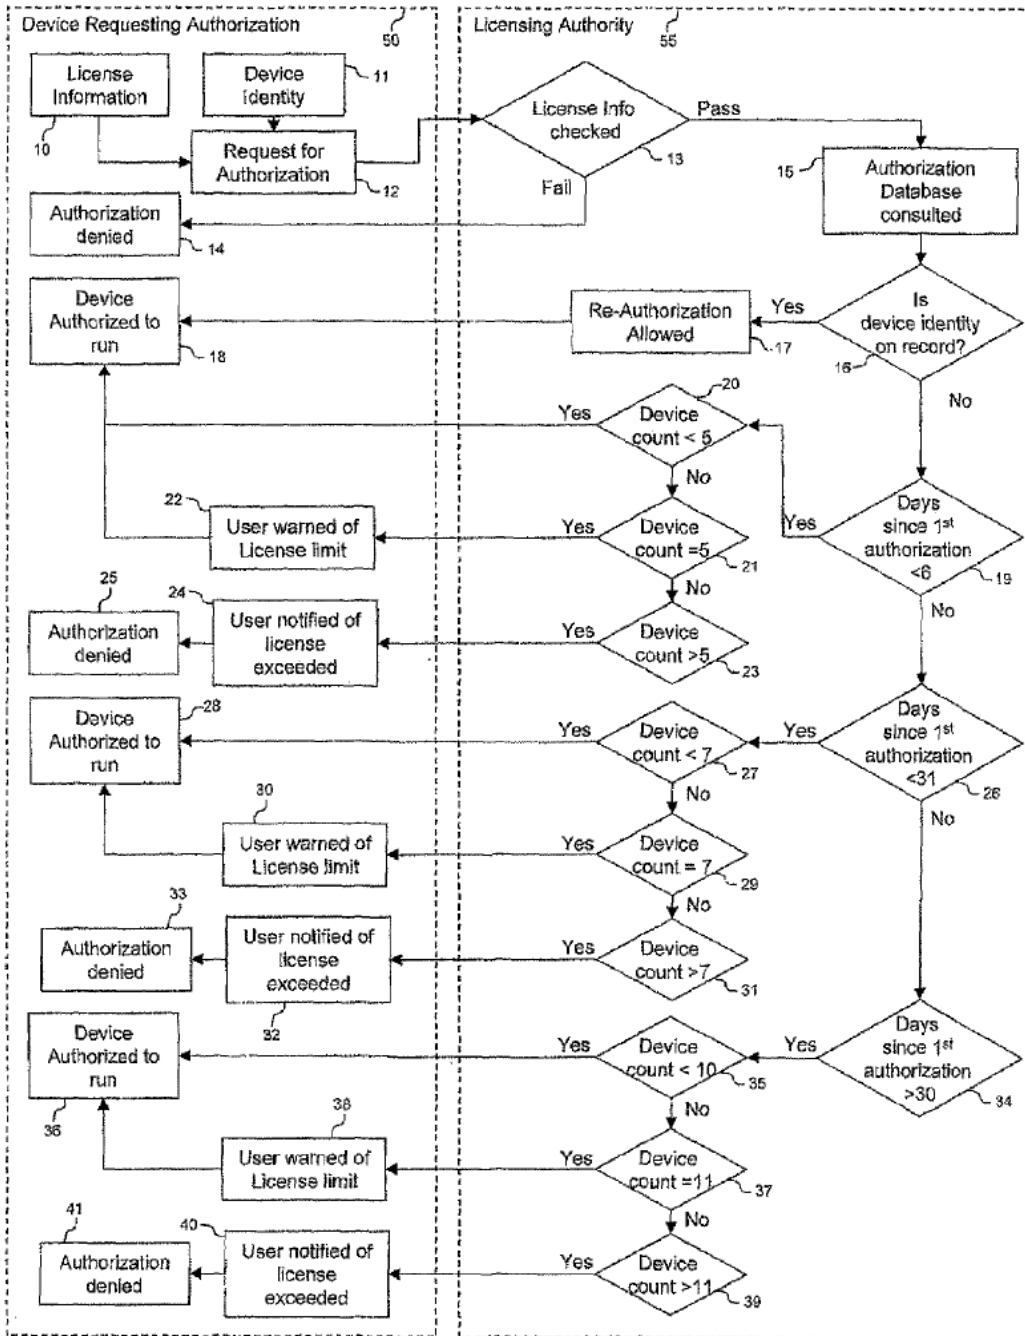 Device Requesting Authorization
50
Licensing Authority
55
License
Information
10
Device
Identity
11
Request for
Authorization
12
License Info
checked
13
Pass
Fail
Authorization
denied
14
15
Authorization
Database
consulted
Is
device identity
on record?
16
Yes
No
Re-Authorization
Allowed
17
Device
Authorized to
run
18
20
Device
count < 5
Yes
No
Days
since 1st
authorization
<6
19
Yes
No
22
User warned of
License limit
Yes
Device
count =5
21
No
25
Authorization
denied
24
User notified of
license
exceeded
Yes
Device
count >5
23
Device
Authorized to
run
28
Yes
Device
count < 7
27
No
Yes
Days
since 1st
authorization
<31
26
No
30
User warned of
License limit
Yes
Device
count = 7
29
No
33
Authorization
denied
User notified of
license
exceeded
32
Yes
Device
count >7
31
Device
Authorized to
run
36
Yes
Device
count < 10
35
No
Yes
Days
since 1st
authorization
>30
34
38
User warned of
License limit
Yes
Device
count =11
37
No
41
Authorization
denied
40
User notified of
license
exceeded
Yes
Device
count >11
39